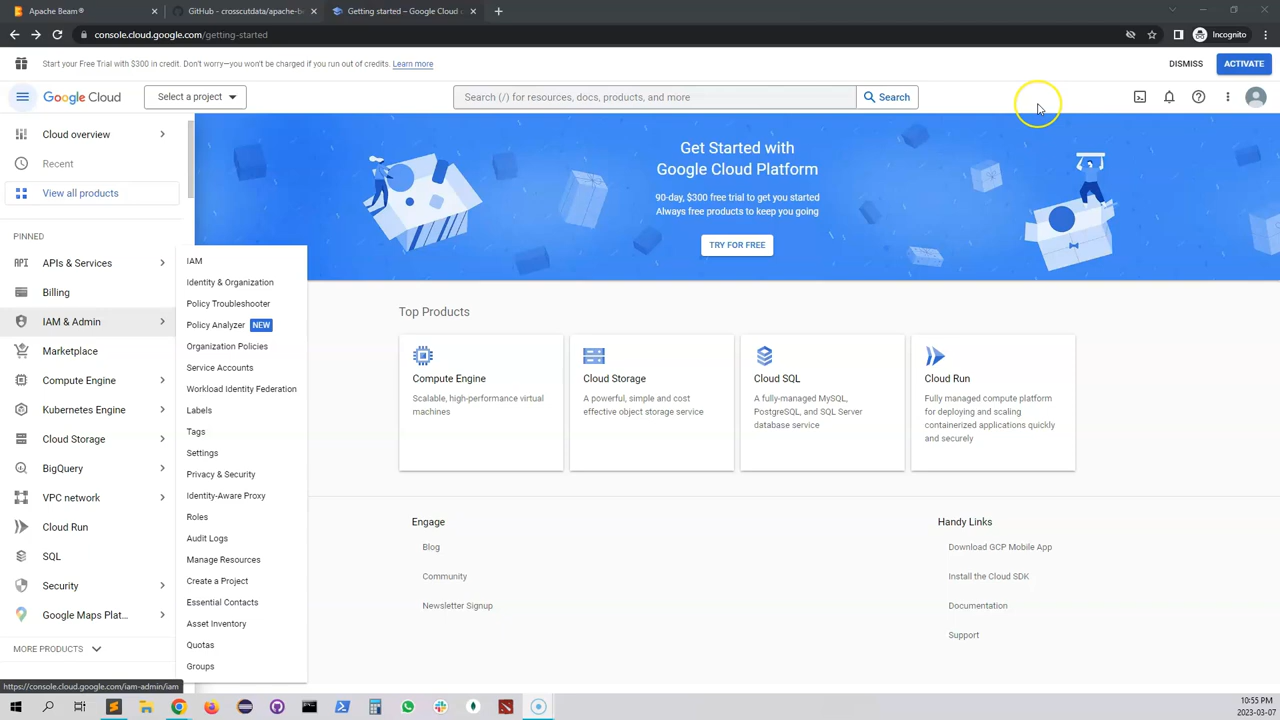 Apache Beam ®
GitHub - crosscutdata/apache-b
Getting started – Google Cloud
console.cloud.google.com/getting-started
Incognito
Start your Free Trial with $300 in credit. Don't worry—you won't be charged if you run out of credits. Learn more
DISMISS
ACTIVATE
Google Cloud
Select a project
Search (/) for resources, docs, products, and more
Search
Cloud overview
Recent
View all products
PINNED
API APIs & Services
Billing
IAM & Admin
Marketplace
Compute Engine
Kubernetes Engine
Cloud Storage
BigQuery
VPC network
Cloud Run
SQL
Security
Google Maps Plat...
MORE PRODUCTS
https://console.cloud.google.com/iam-admin/iam
IAM
Identity & Organization
Policy Troubleshooter
Policy Analyzer NEW
Organization Policies
Service Accounts
Workload Identity Federation
Labels
Tags
Settings
Privacy & Security
Identity-Aware Proxy
Roles
Audit Logs
Manage Resources
Create a Project
Essential Contacts
Asset Inventory
Quotas
Groups
Get Started with
Google Cloud Platform
90-day, $300 free trial to get you started
Always free products to keep you going
TRY FOR FREE
Top Products
Compute Engine
Scalable, high-performance virtual
machines
Cloud Storage
A powerful, simple and cost
effective object storage service
Cloud SQL
A fully-managed MySQL,
PostgreSQL, and SQL Server
database service
Cloud Run
Fully managed compute platform
for deploying and scaling
containerized applications quickly
and securely
Engage
Blog
Community
Newsletter Signup
Handy Links
Download GCP Mobile App
Install the Cloud SDK
Documentation
Support
10:55 PM
2023-03-07